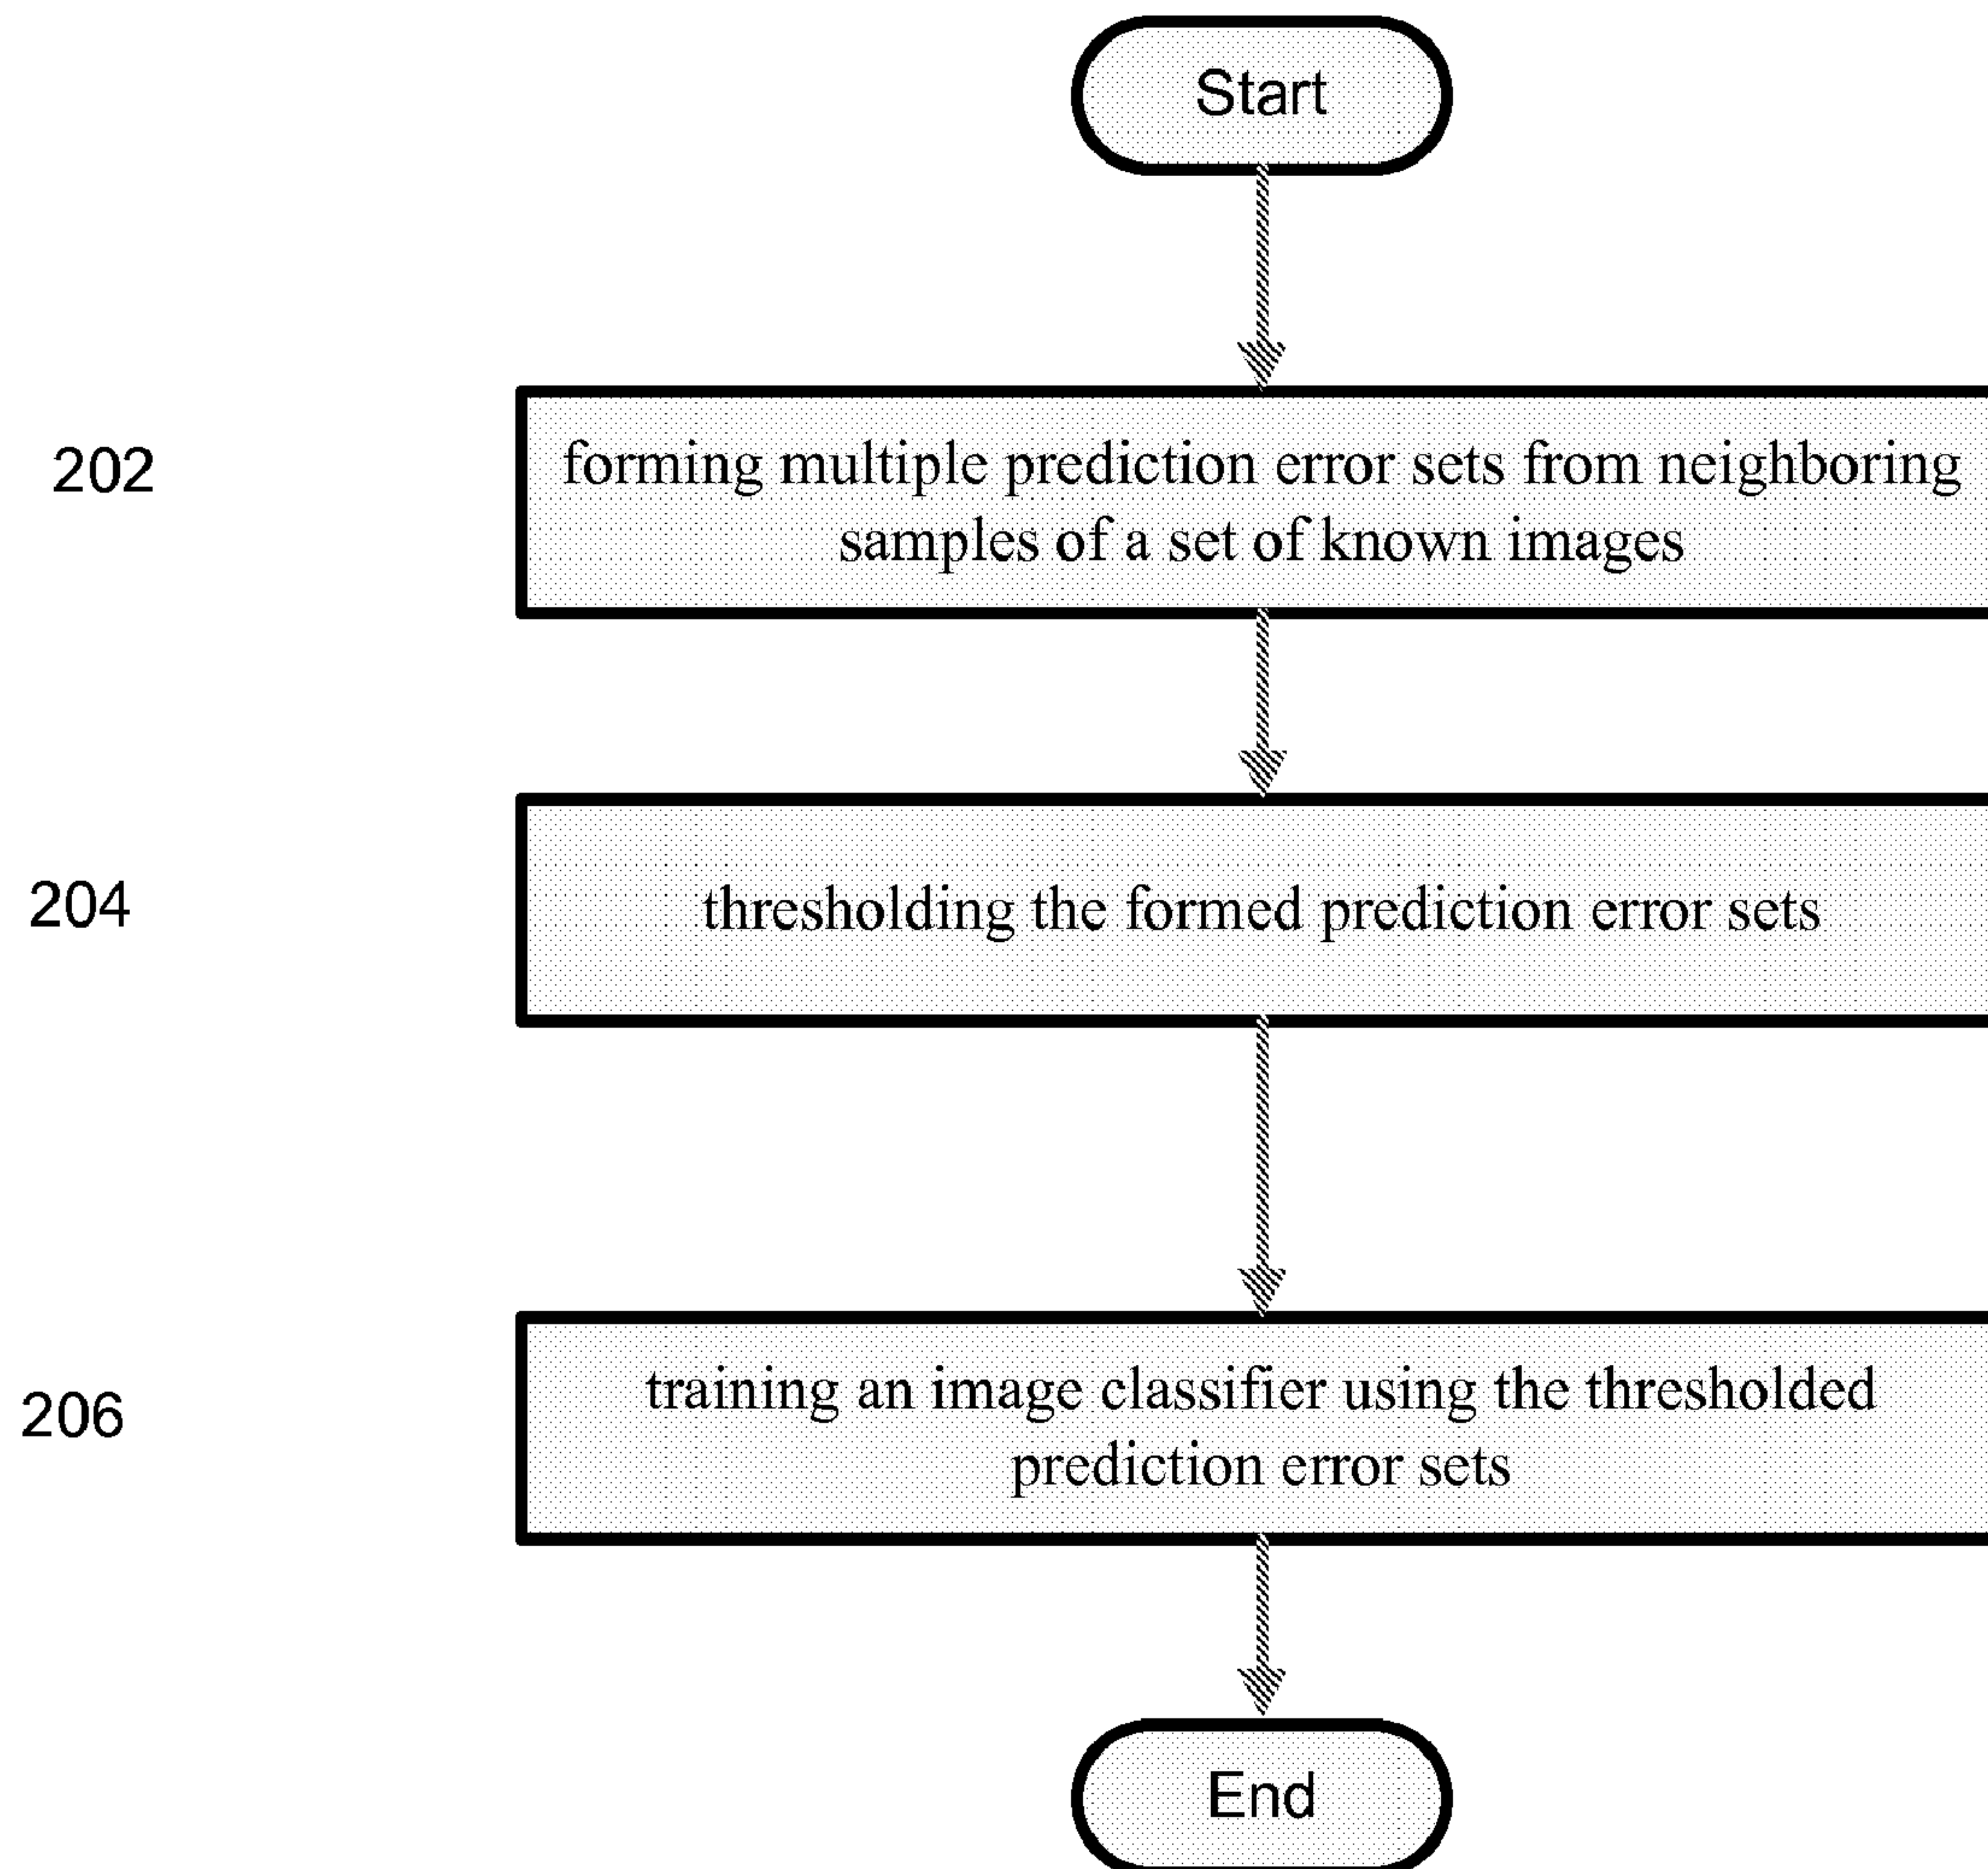 Start
202
forming multiple prediction error sets from neighboring
samples of a set of known images
204
thresholding the formed prediction error sets
206
training an image classifier using the thresholded
prediction error sets
End